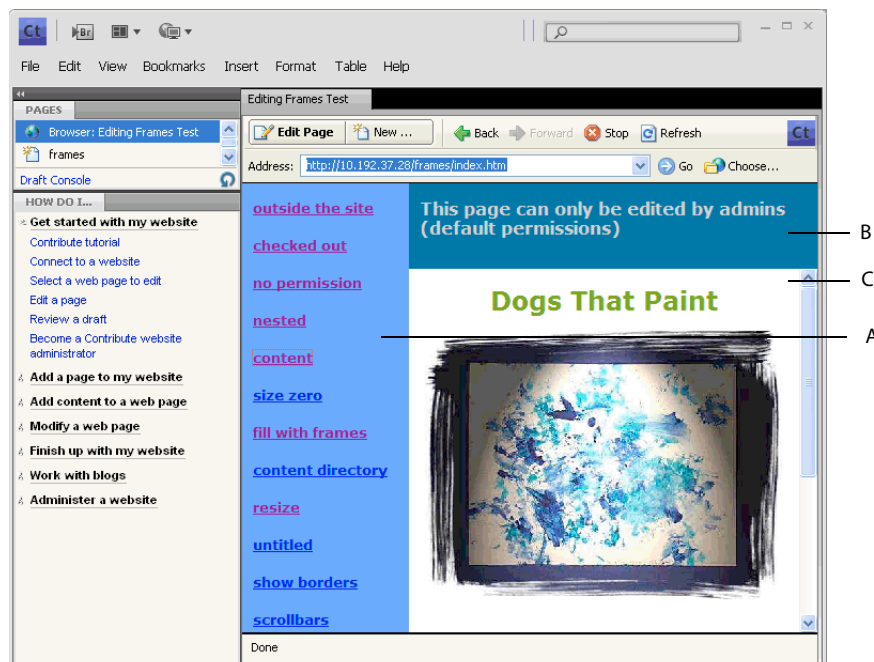 Ct Br
File Edit View Bookmarks Insert Format Table Help
PAGES
Browser: Editing Frames Test
frames
Draft Console
HOW DO I...
Get started with my website
Contribute tutorial
Connect to a website
Select a web page to edit
Edit a page
Review a draft
Become a Contribute website
administrator
Add a page to my website
Add content to a web page
Modify a web page
Finish up with my website
Work with blogs
Administer a website
Editing Frames Test
Edit Page New ... Back Forward Stop Refresh Ct
Address: http://10.192.37.28/frames/index.htm Go Choose...
outside the site
checked out
no permission
nested
content
size zero
fill with frames
content directory
resize
untitled
show borders
scrollbars
This page can only be edited by admins
(default permissions)
Dogs That Paint
Done
B
C
A